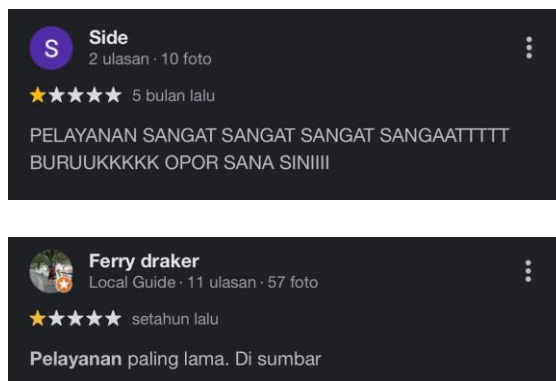 S Side
2 ulasan · 10 foto
5 bulan lalu
PELAYANAN SANGAT SANGAT SANGAT SANGAATTTTT
BURUUKKKKK OPOR SANA SINIIII
Ferry draker
Local Guide · 11 ulasan · 57 foto
setahun lalu
Pelayanan paling lama. Di sumbar